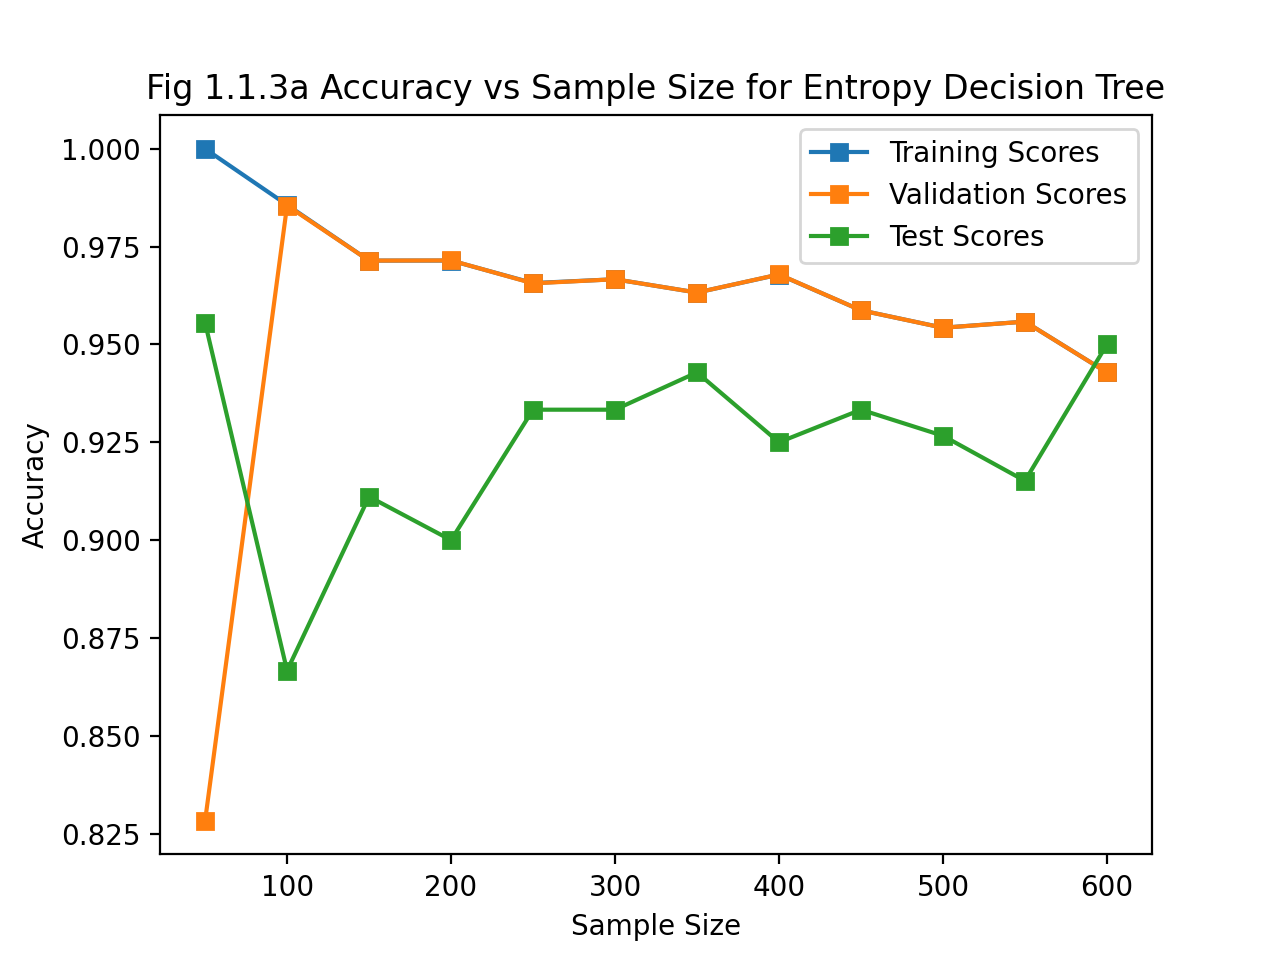 Fig 1.1.3a Accuracy vs Sample Size for Entropy Decision Tree
Training Scores
Validation Scores
Test Scores
1.000
0.975
0.950
0.925
0.900
0.875
0.850
0.825
Accuracy
100 200 300 400 500 600
Sample Size